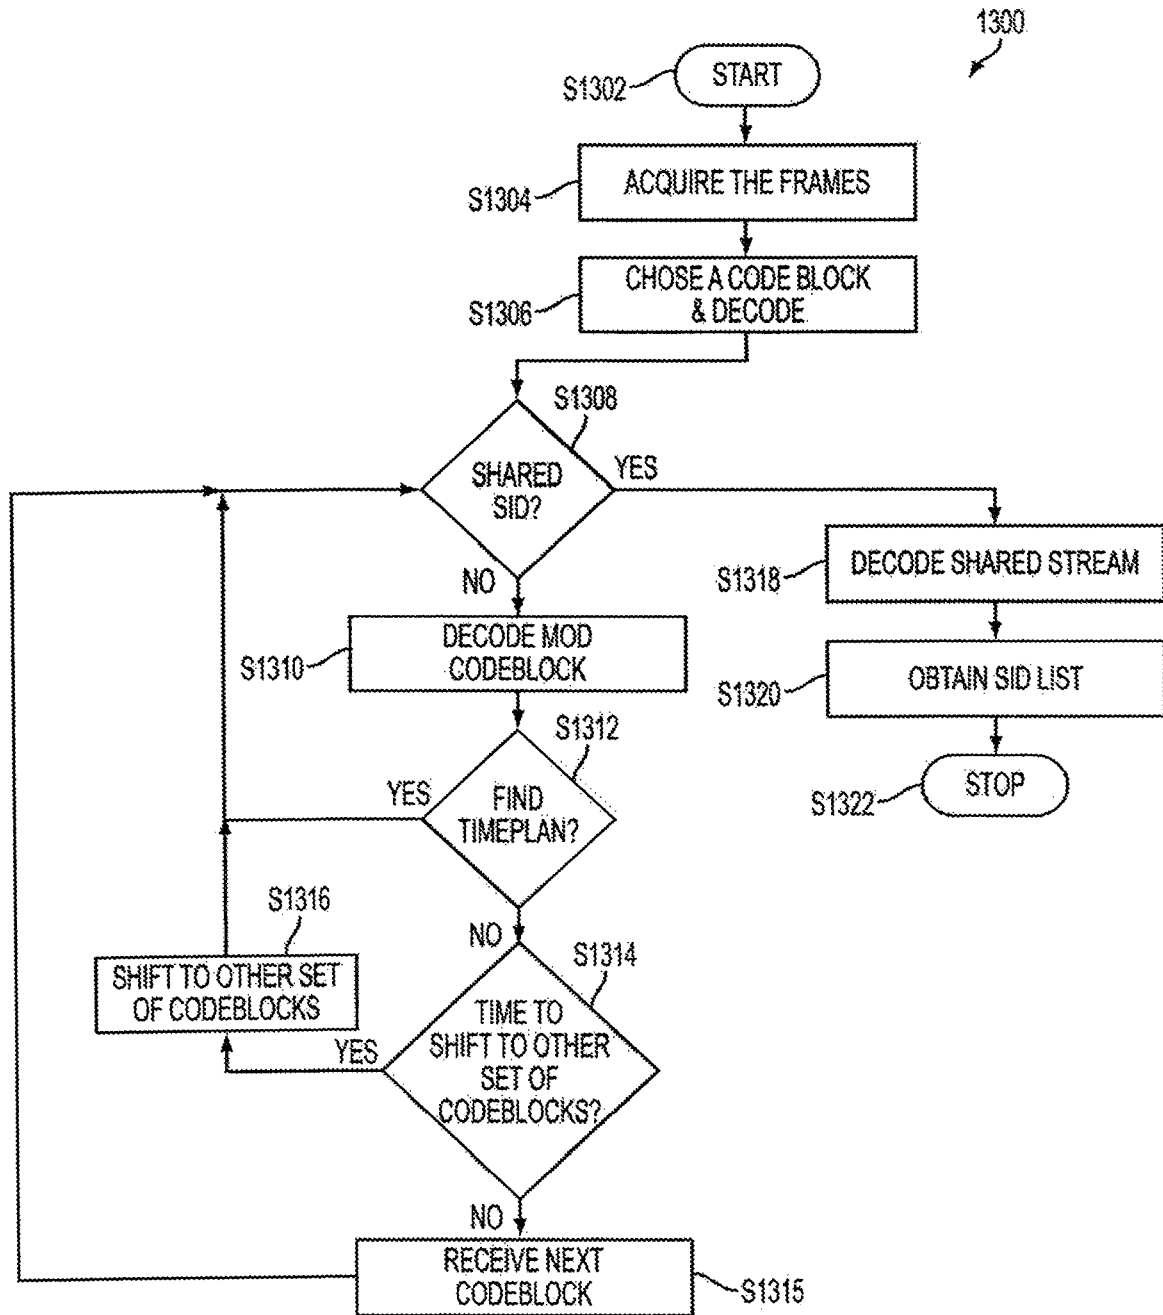 1300
START
S1302
ACQUIRE THE FRAMES
S1304
CHOSE A CODE BLOCK
& DECODE
S1306
S1308
SHARED
SID?
YES
NO
DECODE SHARED STREAM
S1318
DECODE MOD
CODEBLOCK
S1310
OBTAIN SID LIST
S1320
S1312
FIND
TIMEPLAN?
YES
NO
STOP
S1322
S1316
SHIFT TO OTHER SET
OF CODEBLOCKS
S1314
TIME TO
SHIFT TO OTHER
SET OF
CODEBLOCKS?
YES
NO
RECEIVE NEXT
CODEBLOCK
S1315